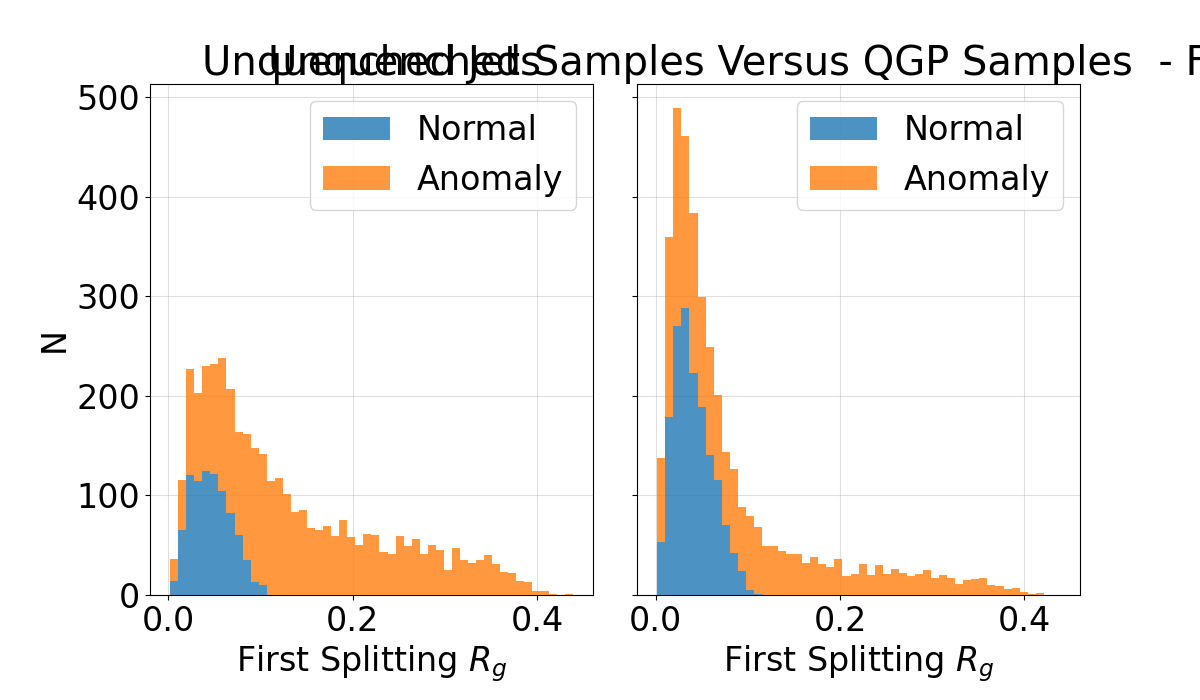 Samples Versus QGP Samples - F
500
400
300
200
100
0
N
Normal
Anomaly
Normal
Anomaly
0.0 0.2 0.4
0.0 0.2 0.4
First Splitting R_g
First Splitting R_g